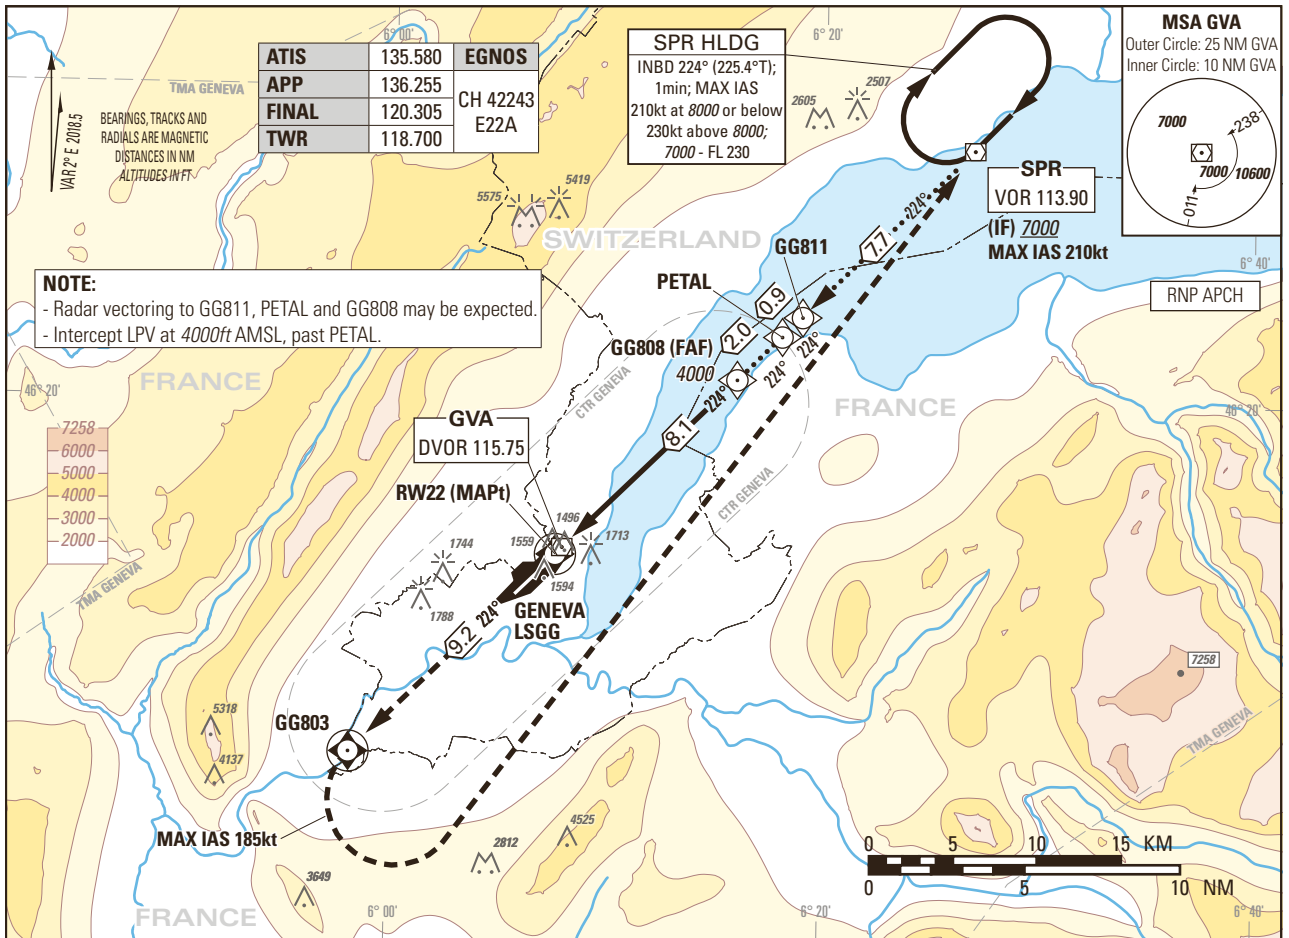 6° 00'
6° 20'
ATIS 135.580 EGNOS
APP 136.255 CH 42243
FINAL 120.305 E22A
TWR 118.700
SPR HLDG
INBD 224° (225.4°T);
1min; MAX IAS
210kt at 8000 or below
230kt above 8000;
7000 - FL 230
MSA GVA
Outer Circle: 25 NM GVA
Inner Circle: 10 NM GVA
7000
238
7000
10600
011
TMA GENEVA
VAR 2° E 2018.5
BEARINGS, TRACKS AND
RADIALS ARE MAGNETIC
DISTANCES IN NM
ALTITUDES IN FT
2605
2507
5575
5419
SWITZERLAND
SPR
VOR 113.90
(IF) 7000
MAX IAS 210kt
224°
7.7
GG811
PETAL
6° 40'
RNP APCH
NOTE:
- Radar vectoring to GG811, PETAL and GG808 may be expected.
- Intercept LPV at 4000ft AMSL, past PETAL.
0.9
2.0
224°
224°
GG808 (FAF)
4000
224°
46° 20'
FRANCE
CTR GENEVA
FRANCE
46° 20'
7258
6000
5000
4000
3000
2000
GVA
DVOR 115.75
8.1
CTR GENEVA
RW22 (MAPt)
1496
1559
1713
1744
1594
1788
TMA GENEVA
GENEVA
LSGG
224°
9.2
7258
5318
GG803
4137
TMA GENEVA
MAX IAS 185kt
4525
2812
3649
0 5 10 15 KM
0 5 10 NM
FRANCE
6° 00'
6° 20'
6° 40'